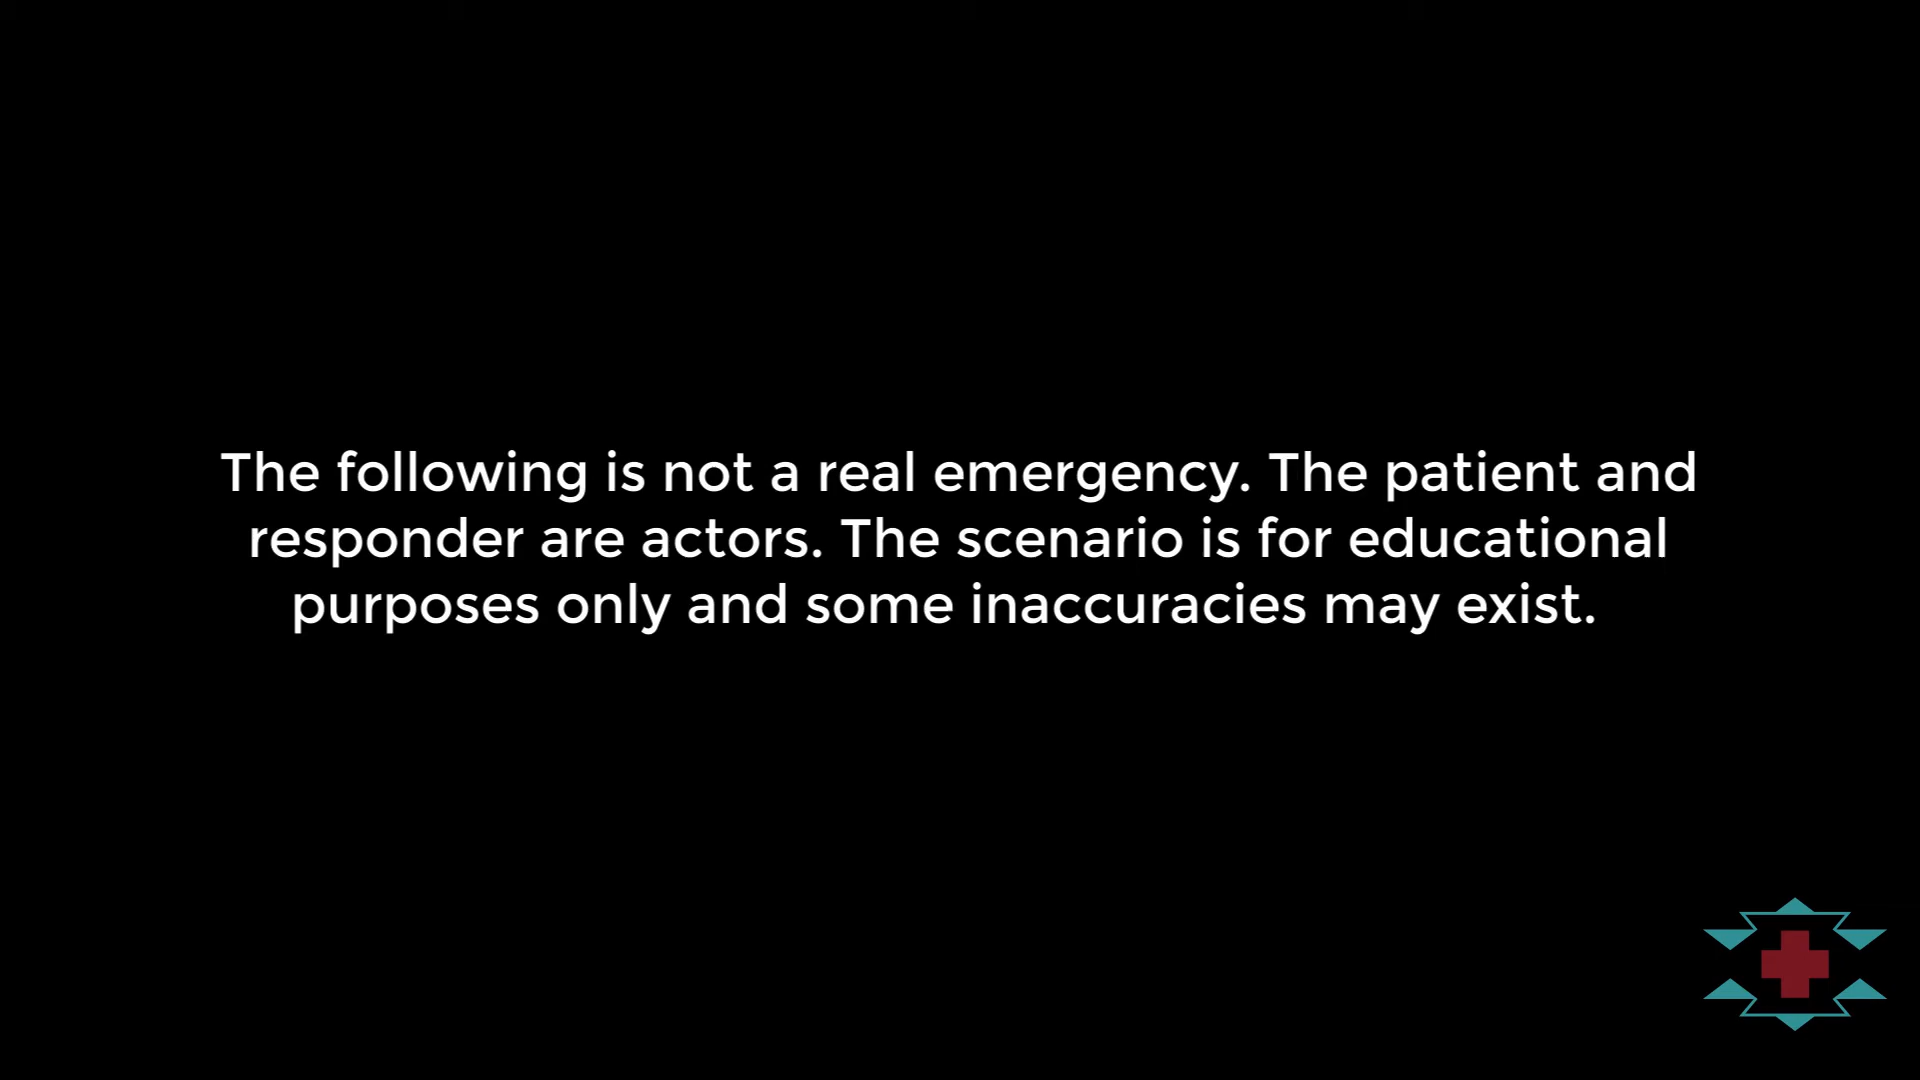 The following is not a real emergency. The patient and
responder are actors. The scenario is for educational
purposes only and some inaccuracies may exist.